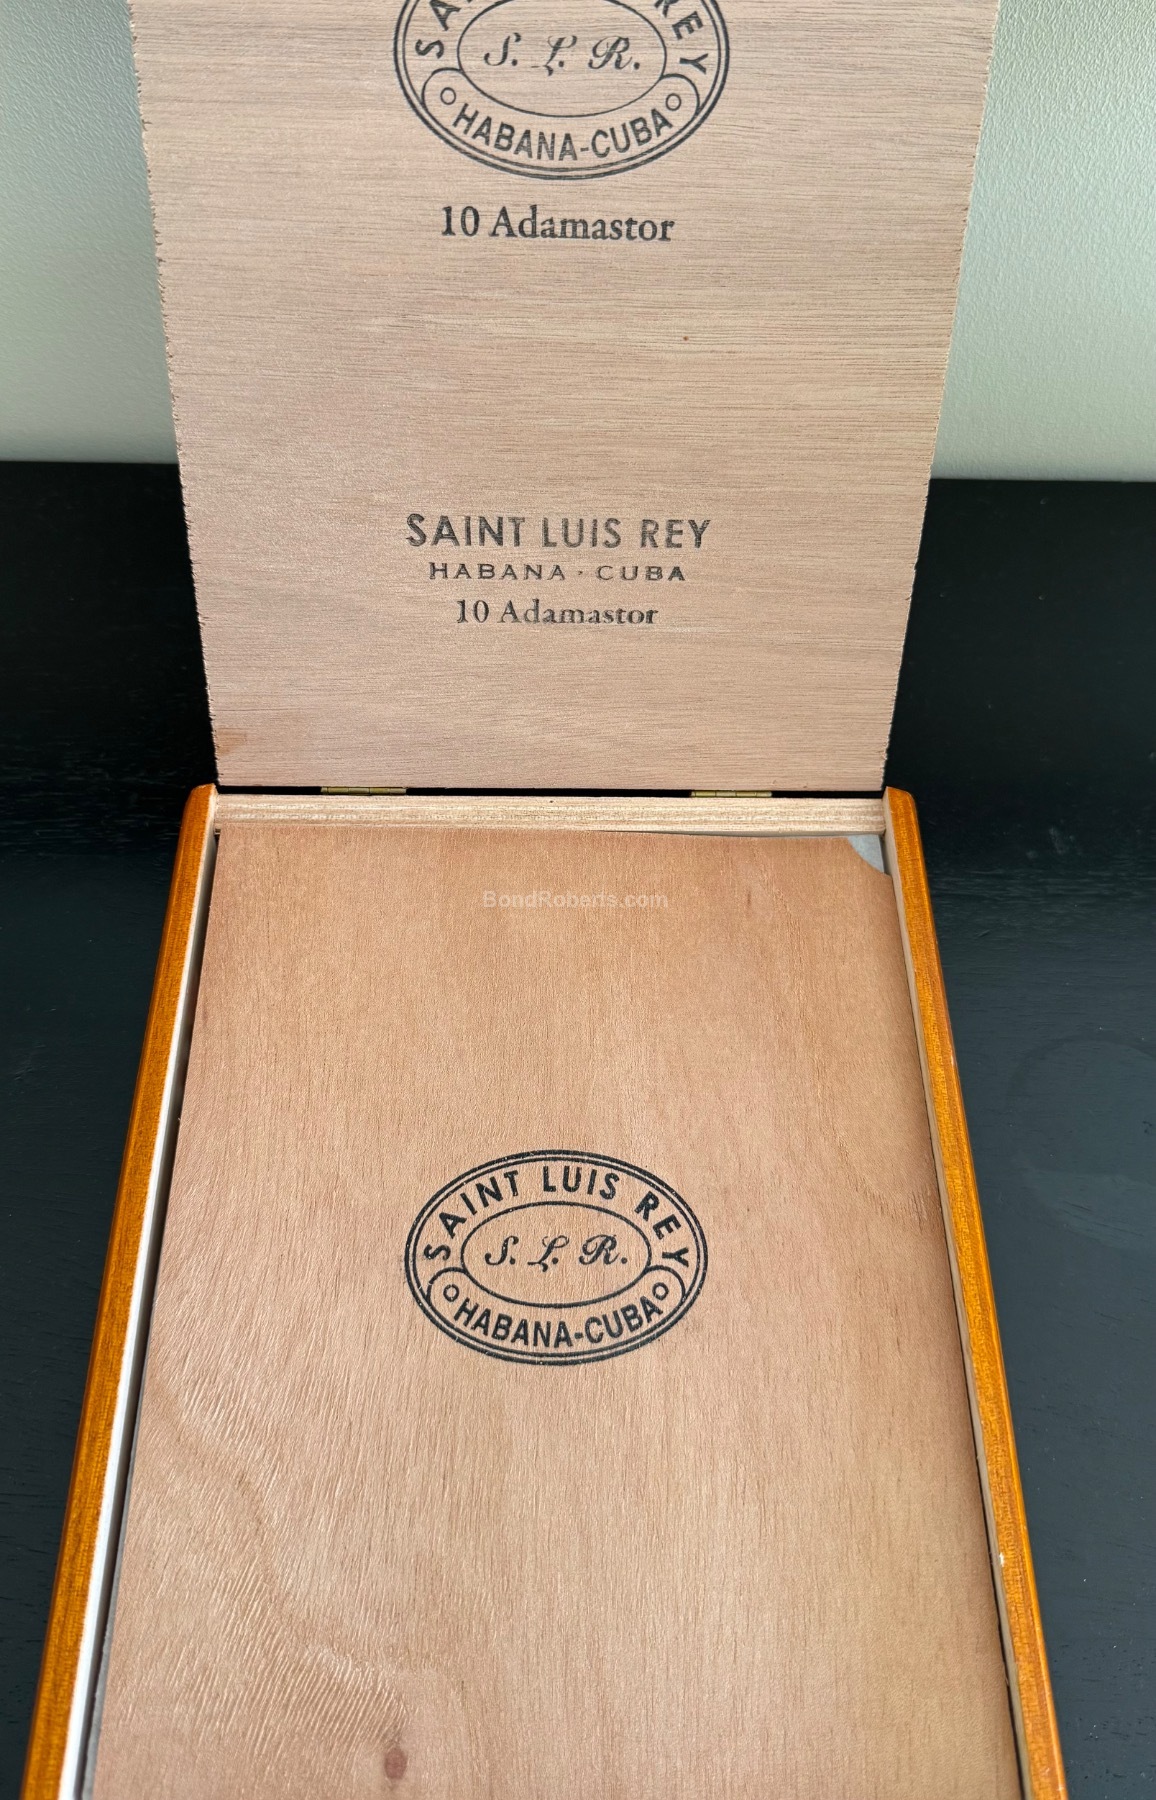 SAINT LUIS REY
S. L. R.
HABANA-CUBA
10 Adamastor
SAINT LUIS REY
HABANA · CUBA
10 Adamastor
BondRoberts.com
SAINT LUIS REY
S. L. R.
HABANA-CUBA